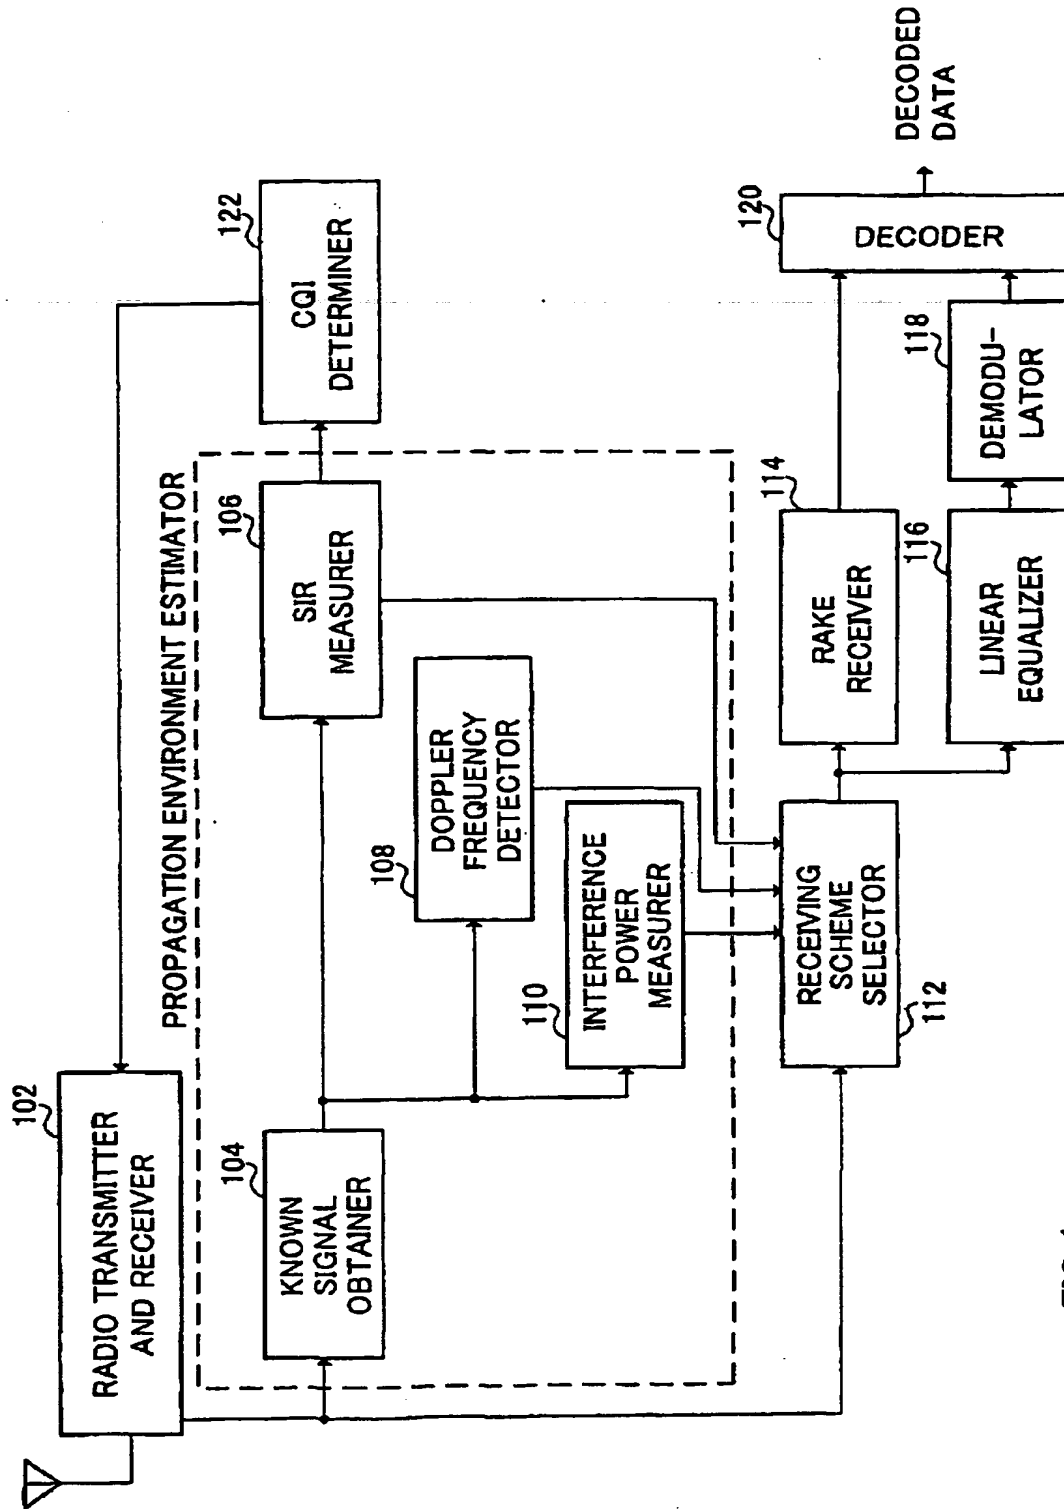 102
RADIO TRANSMITTER
AND RECEIVER
PROPAGATION ENVIRONMENT ESTIMATOR
104
KNOWN
SIGNAL
OBTAINER
106
SIR
MEASURER
122
CQI
DETERMINER
108
DOPPLER
FREQUENCY
DETECTOR
110
INTERFERENCE
POWER
MEASURER
RECEIVING
SCHEME
SELECTOR
112
114
RAKE
RECEIVER
116
LINEAR
EQUALIZER
118
DEMODU-
LATOR
120
DECODER
DECODED
DATA